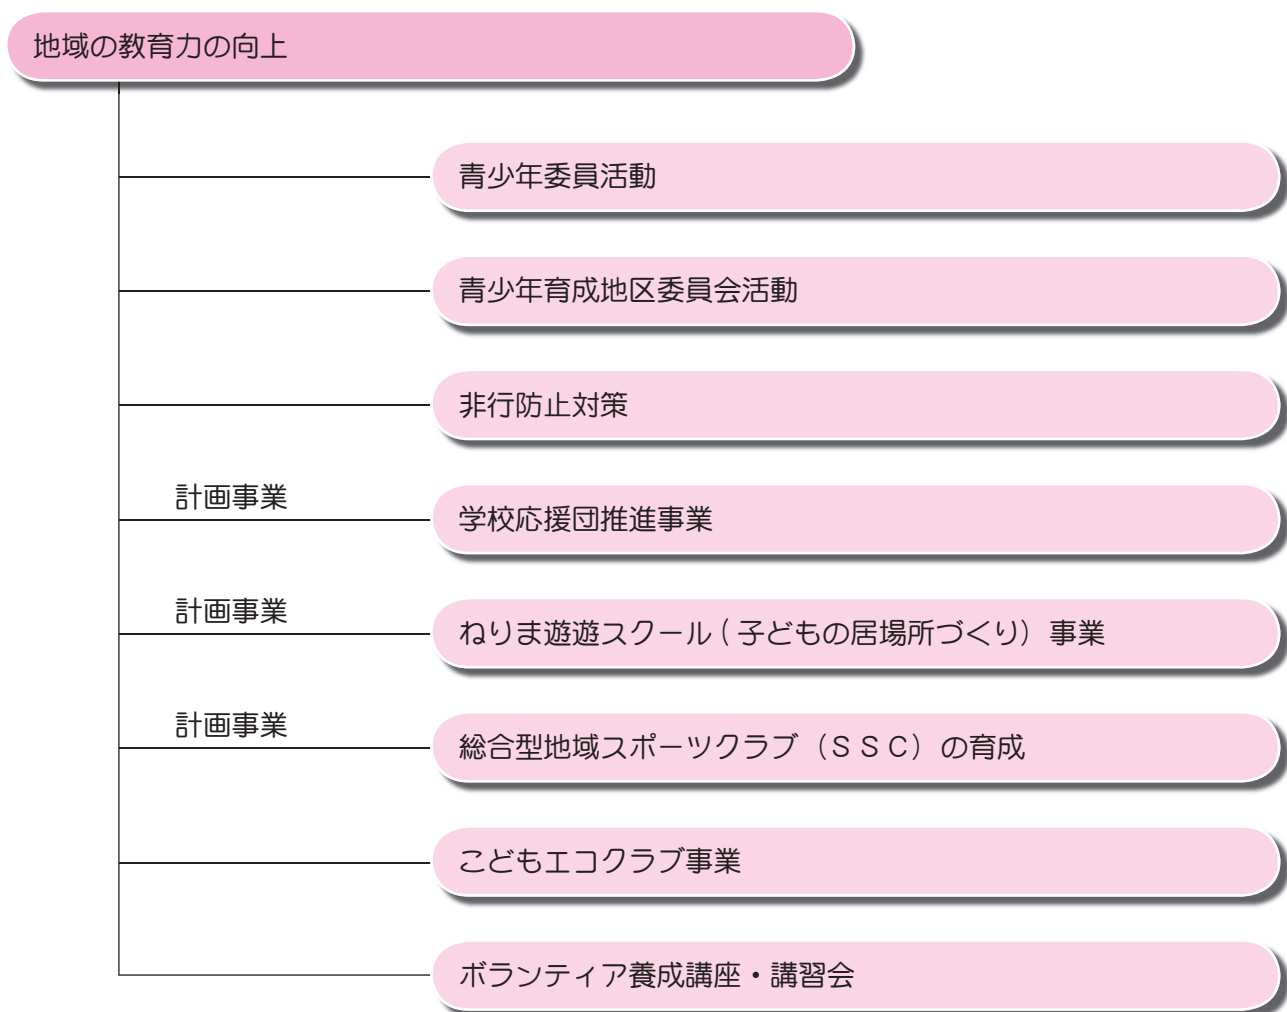 地域の教育力の向上
青少年委員活動
青少年育成地区委員会活動
非行防止対策
計画事業
学校応援団推進事業
計画事業
ねりま遊遊スクール(子どもの居場所づくり）事業
計画事業
総合型地域スポーツクラブ（ＳＳＣ）の育成
こどもエコクラブ事業
ボランティア養成講座・講習会